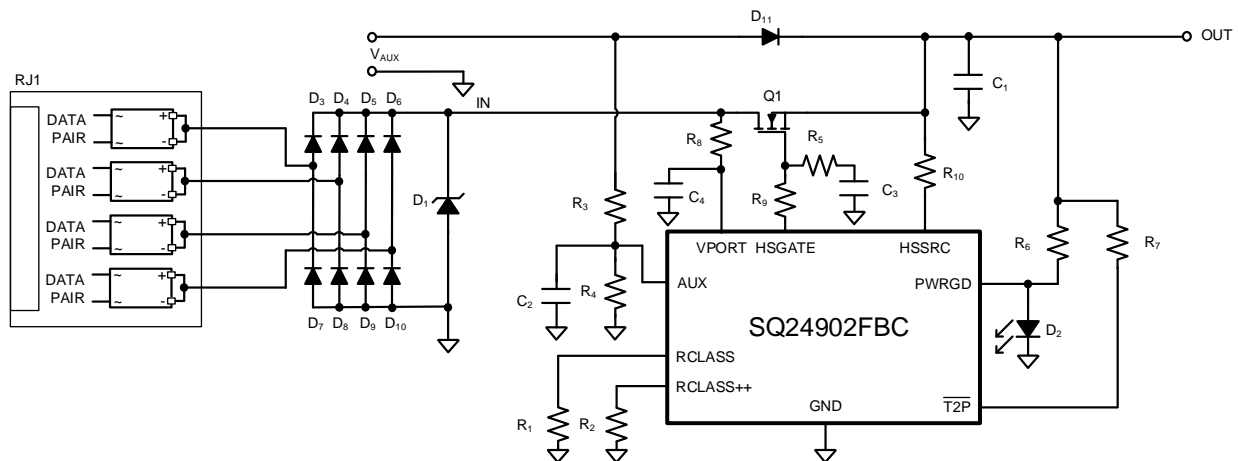 D11
OUT
VAUX
RJ1
D3 D4 D5 D6
IN
Q1
C1
DATA
PAIR
~ +
~ -
R8
R5
DATA
PAIR
~ +
~ -
C4
R9
C3
R10
D1
R3
DATA
PAIR
~ +
~ -
VPORT HSGATE HSSRC
R6
R7
DATA
PAIR
~ +
~ -
AUX
PWRGD
C2
R4
D7 D8 D9 D10
SQ24902FBC
D2
RCLASS
RCLASS++
GND
T2P
R1
R2